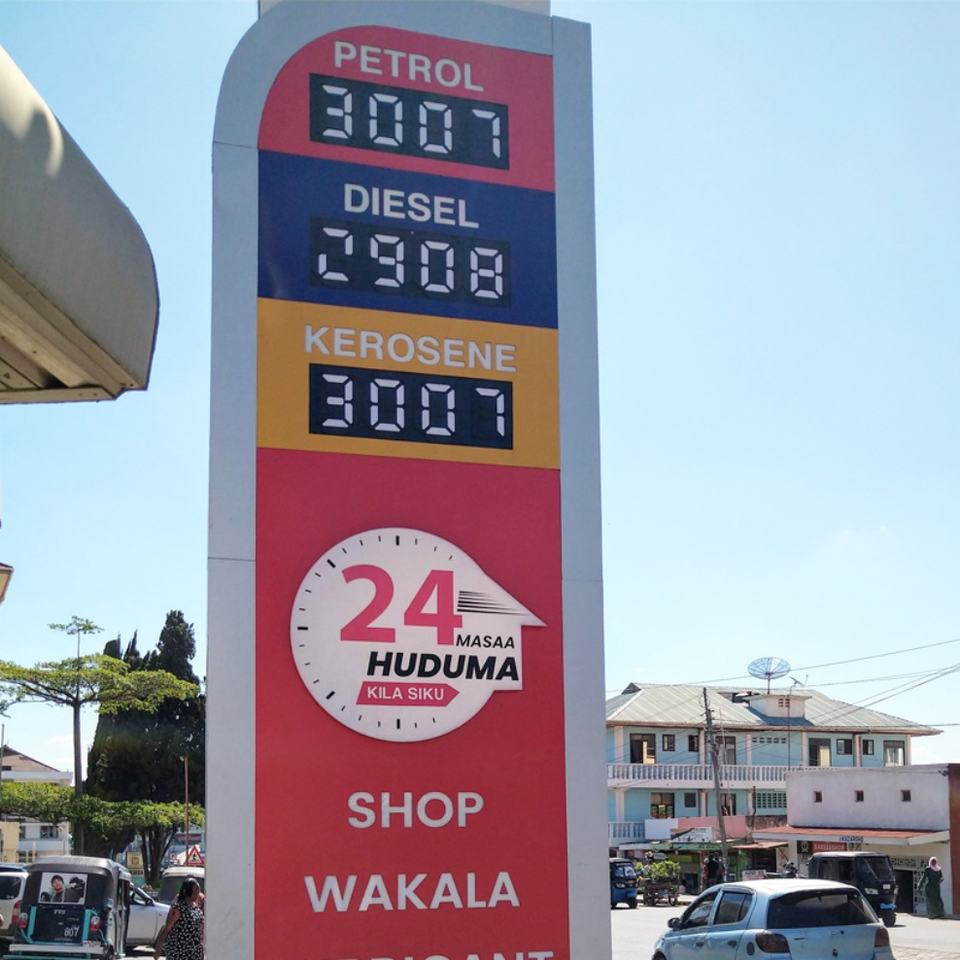 PETROL
3007
DIESEL
2908
KEROSENE
3007
24
MASAA
HUDUMA
KILA SIKU
SHOP
WAKALA